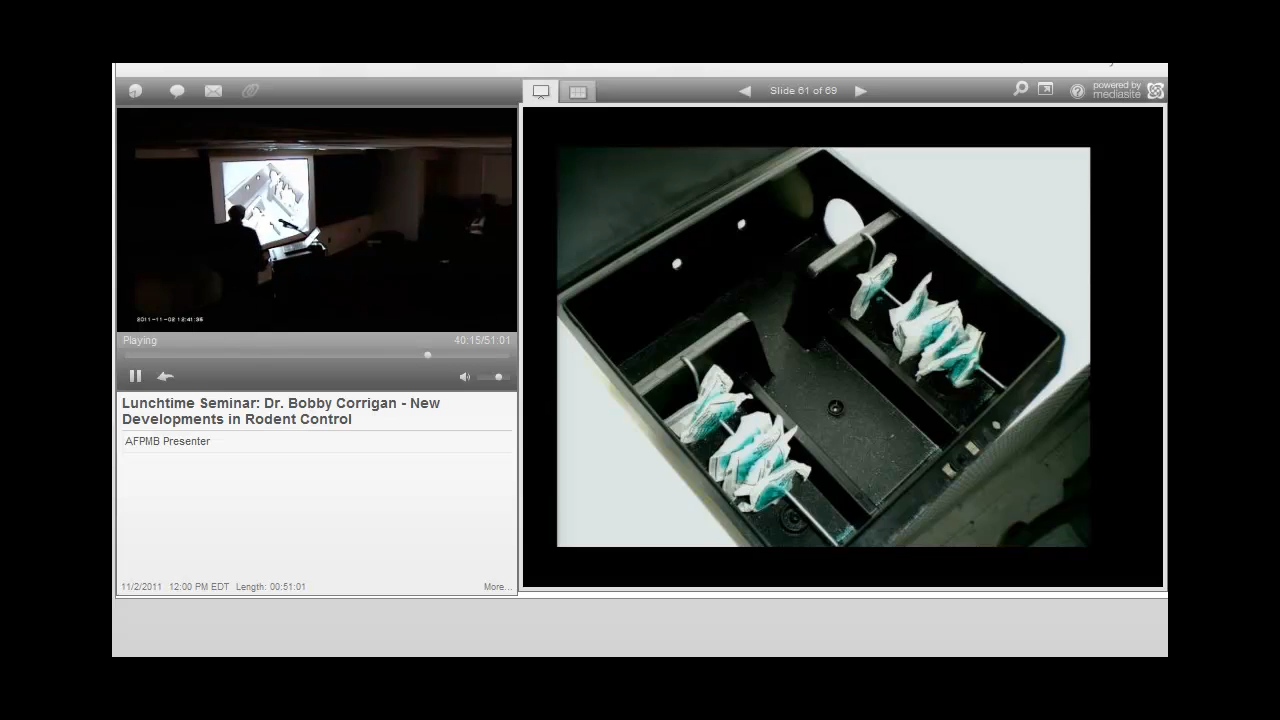 Slide 61 of 69
powered by
mediasite
2011-11-02 12:41:35
Playing
40:15/51:01
Lunchtime Seminar: Dr. Bobby Corrigan - New
Developments in Rodent Control
AFPMB Presenter
11/2/2011 12:00 PM EDT Length: 00:51:01
More...